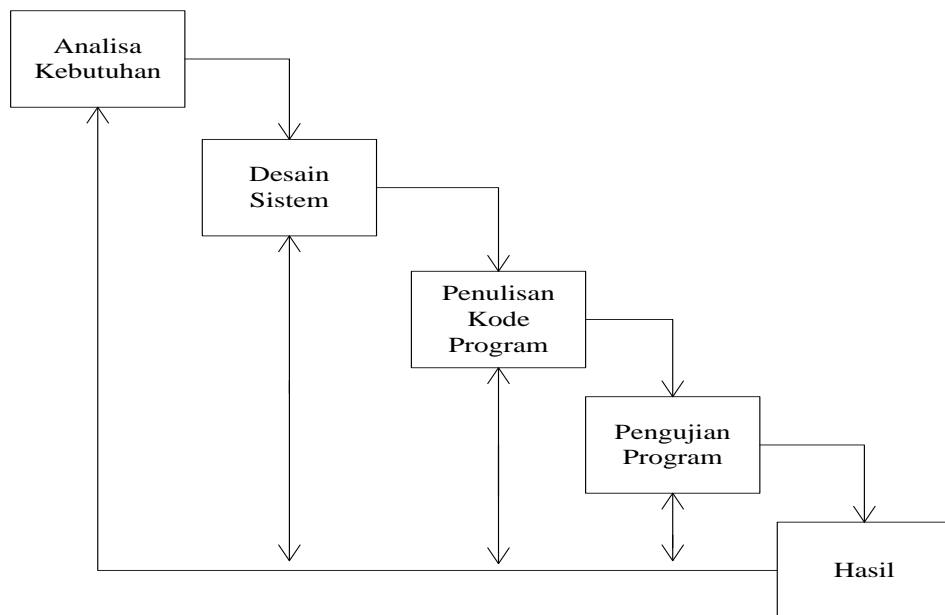 Analisa
Kebutuhan
Desain
Sistem
Penulisan
Kode
Program
Pengujian
Program
Hasil